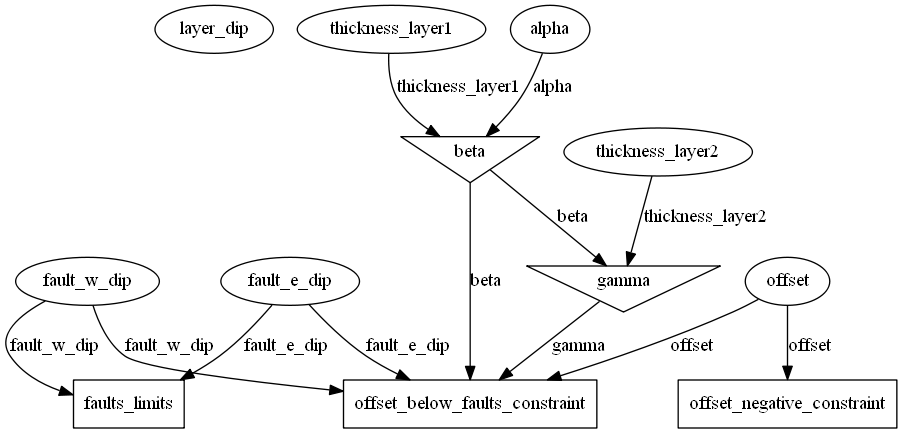 layer_dip
thickness_layer1
alpha
thickness_layer1
alpha
beta
thickness_layer2
beta
thickness_layer2
fault_w_dip
fault_e_dip
beta
gamma
offset
fault_w_dip
fault_w_dip
fault_e_dip
fault_e_dip
gamma
offset
offset
faults_limits
offset_below_faults_constraint
offset_negative_constraint